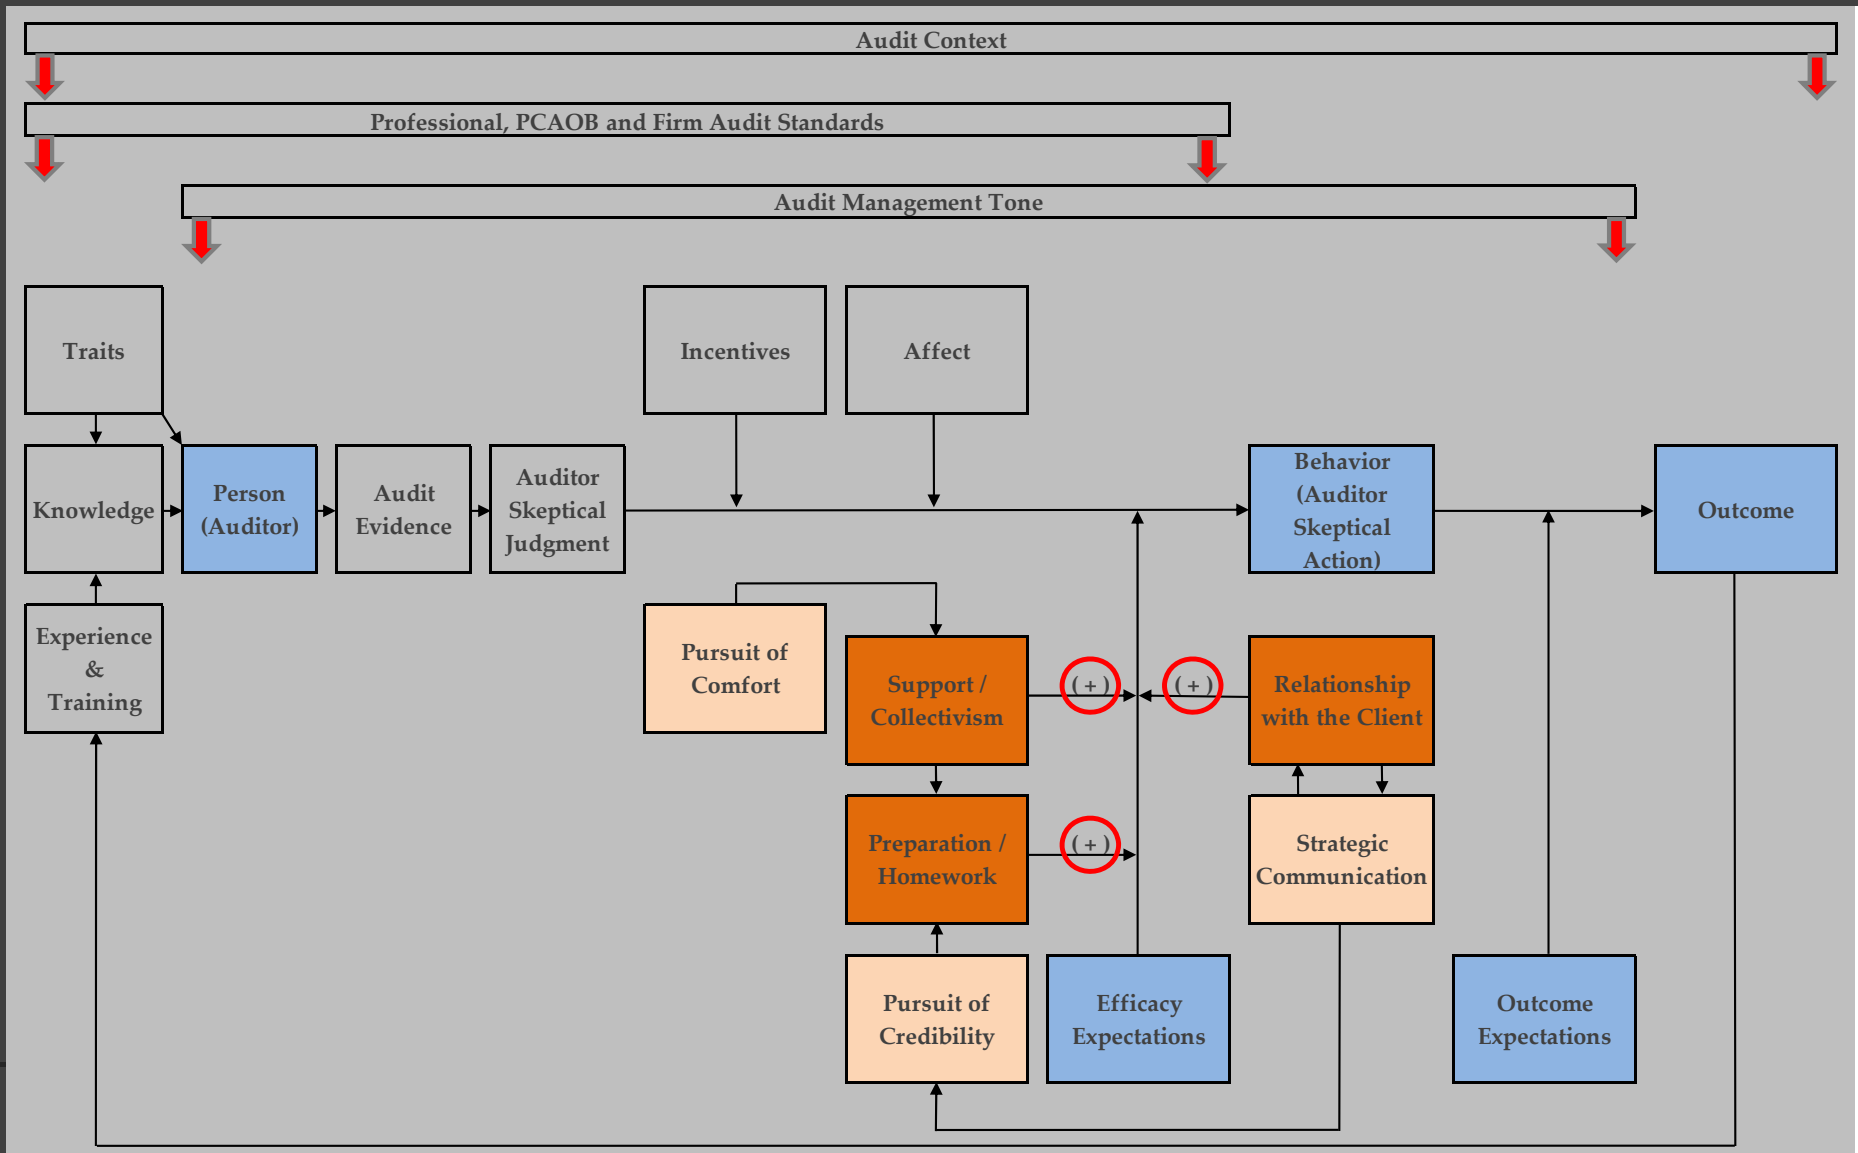 Audit Context
Professional, PCAOB and Firm Audit Standards
Audit Management Tone
Traits
Incentives
Affect
Knowledge
Person
(Auditor)
Audit
Evidence
Auditor
Skeptical
Judgment
Behavior
(Auditor
Skeptical
Action)
Outcome
Experience
&
Training
Pursuit of
Comfort
Support /
Collectivism
( + )
( + )
Relationship
with the Client
Preparation /
Homework
( + )
Strategic
Communication
Pursuit of
Credibility
Efficacy
Expectations
Outcome
Expectations